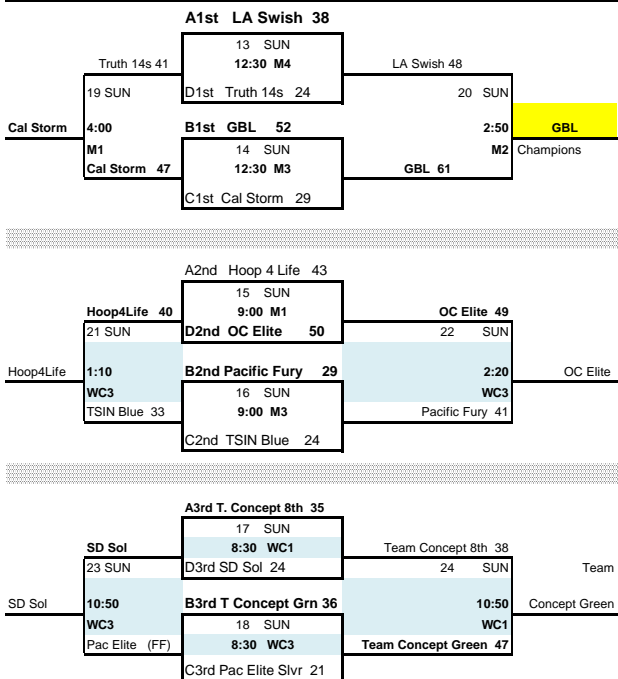 A1st LA Swish 38
13 SUN
Truth 14s 41 12:30 M4 LA Swish 48
19 SUN D1st Truth 14s 24 20 SUN
Cal Storm 4:00 B1st GBL 52 2:50 GBL
M1 14 SUN M2 Champions
Cal Storm 47 12:30 M3 GBL 61
C1st Cal Storm 29
A2nd Hoop 4 Life 43
15 SUN
Hoop4Life 40 9:00 M1 OC Elite 49
21 SUN D2nd OC Elite 50 22 SUN
Hoop4Life 1:10 B2nd Pacific Fury 29 2:20 OC Elite
WC3 16 SUN WC3
TSIN Blue 33 9:00 M3 Pacific Fury 41
C2nd TSIN Blue 24
A3rd T. Concept 8th 35
17 SUN
SD Sol 8:30 WC1 Team Concept 8th 38
23 SUN D3rd SD Sol 24 24 SUN Team
SD Sol 10:50 B3rd T Concept Grn 36 10:50 Concept Green
WC3 18 SUN WC1
Pac Elite (FF) 8:30 WC3 Team Concept Green 47
C3rd Pac Elite Slvr 21